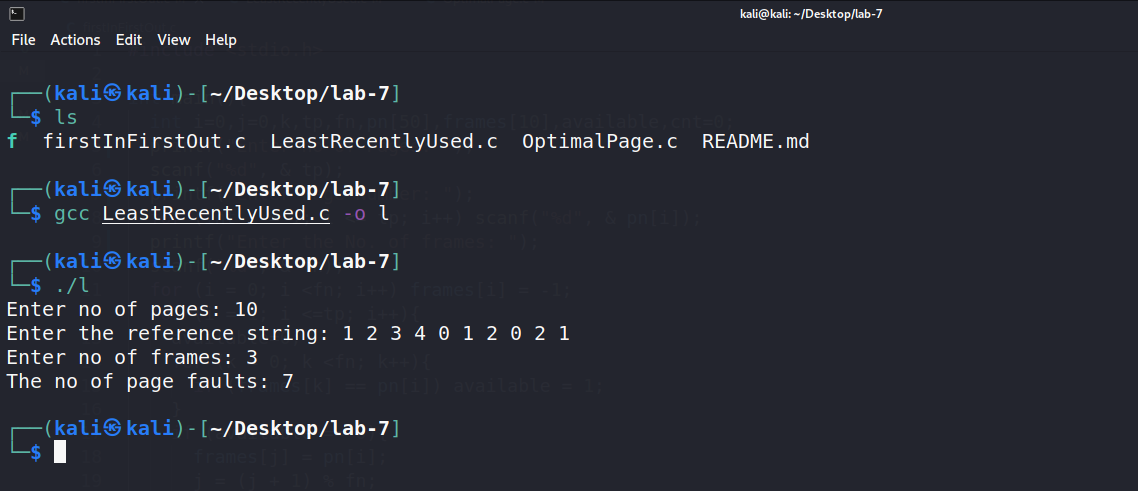 kali@kali: ~/Desktop/lab-7
File Actions Edit View Help
┌──(kali㉿kali)-[~/Desktop/lab-7]
└─$ ls
f firstInFirstOut.c LeastRecentlyUsed.c OptimalPage.c README.md
┌──(kali㉿kali)-[~/Desktop/lab-7]
└─$ gcc LeastRecentlyUsed.c -o l
┌──(kali㉿kali)-[~/Desktop/lab-7]
└─$ ./l
Enter no of pages: 10
Enter the reference string: 1 2 3 4 0 1 2 0 2 1
Enter no of frames: 3
The no of page faults: 7
┌──(kali㉿kali)-[~/Desktop/lab-7]
└─$